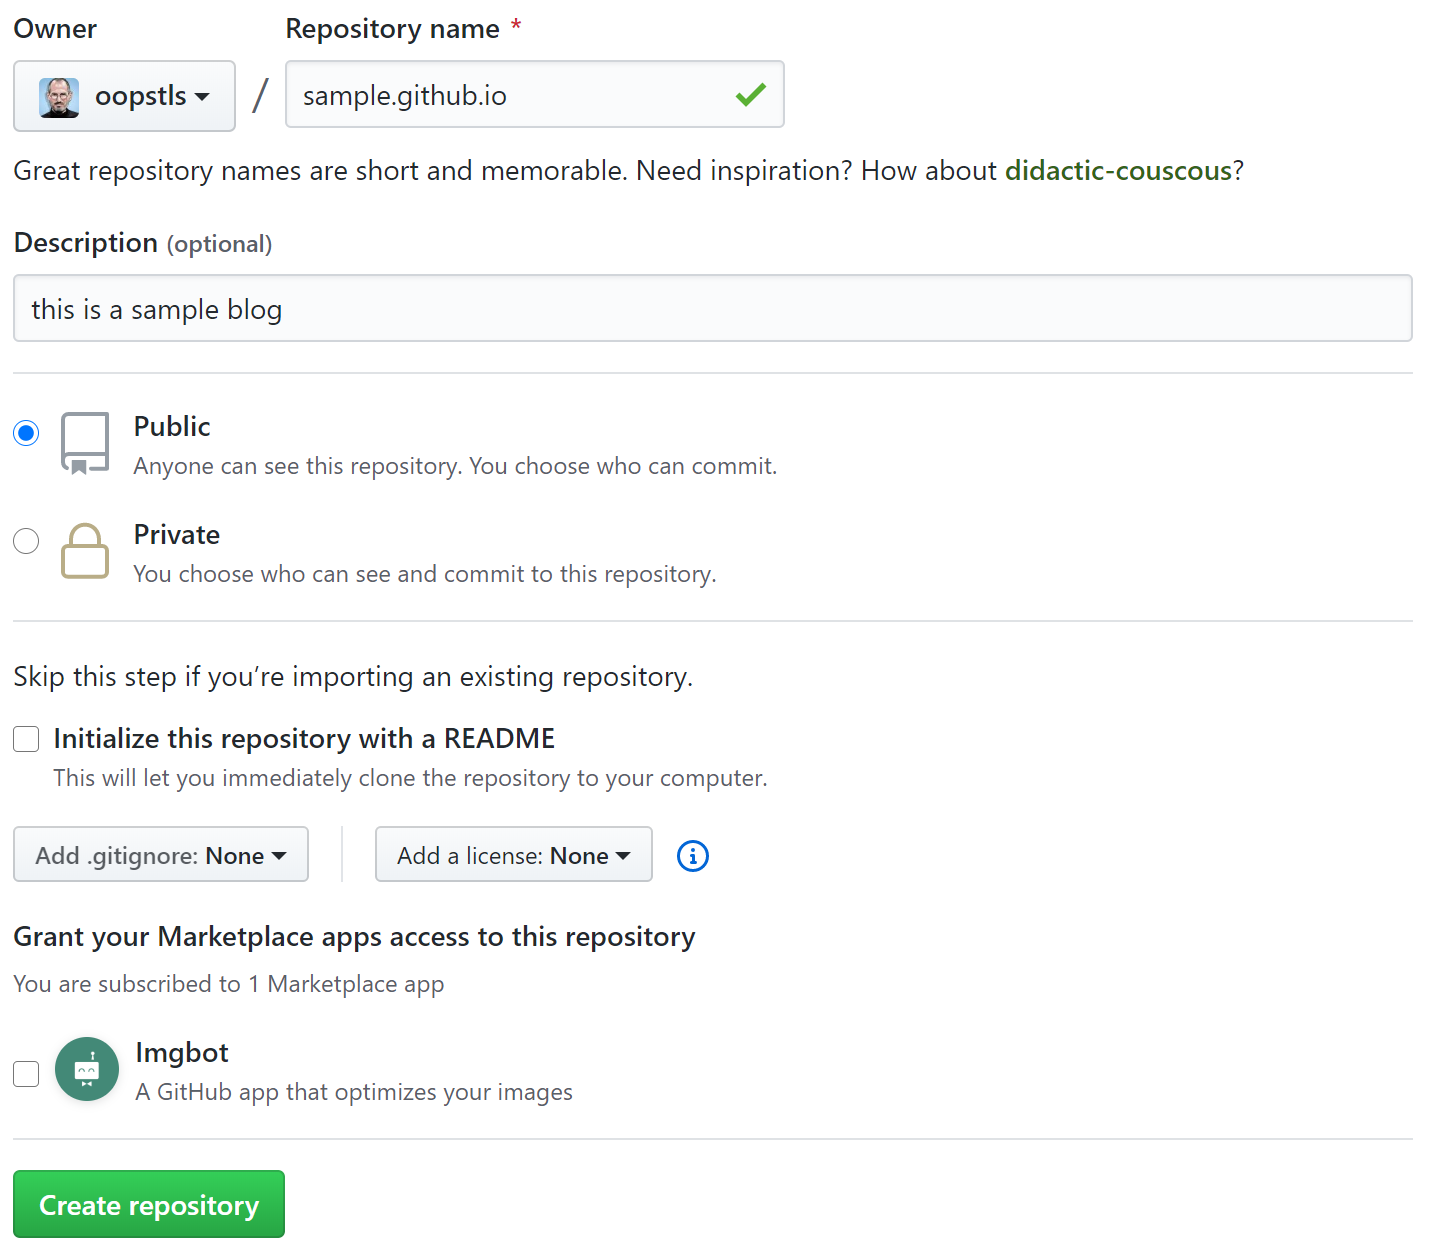 Owner
Repository name *
oopstls / sample.github.io
Great repository names are short and memorable. Need inspiration? How about didactic-couscous?
Description (optional)
this is a sample blog
Public
Anyone can see this repository. You choose who can commit.
Private
You choose who can see and commit to this repository.
Skip this step if you’re importing an existing repository.
Initialize this repository with a README
This will let you immediately clone the repository to your computer.
Add .gitignore: None
Add a license: None
Grant your Marketplace apps access to this repository
You are subscribed to 1 Marketplace app
Imgbot
A GitHub app that optimizes your images
Create repository